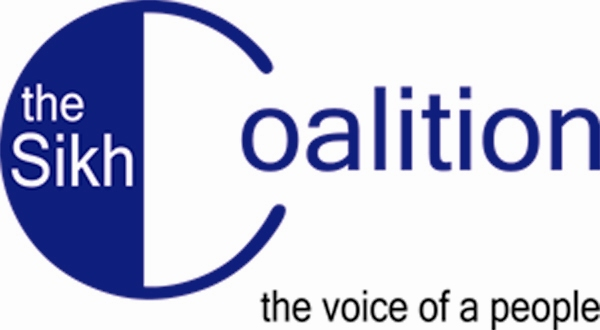 the
Sikh
Coalition
the voice of a people